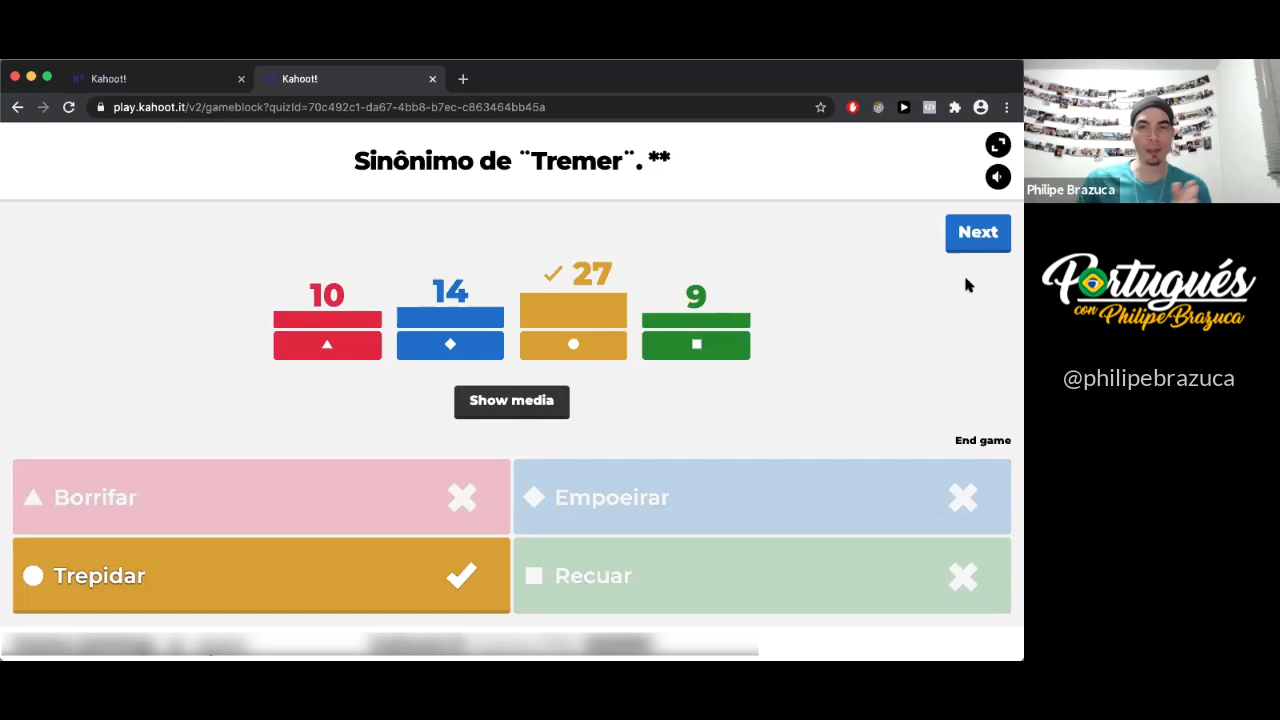 Kahoot!
Kahoot!
play.kahoot.it/v2/gameblock?quizId=70c492c1-da67-4bb8-b7ec-c863464bb45a
Sinônimo de ¨Tremer¨. **
Next
10
14
27
9
Show media
End game
Borrifar
Empoeirar
Trepidar
Recuar
Philipe Brazuca
Portugués
con Philipe Brazuca
@philipebrazuca